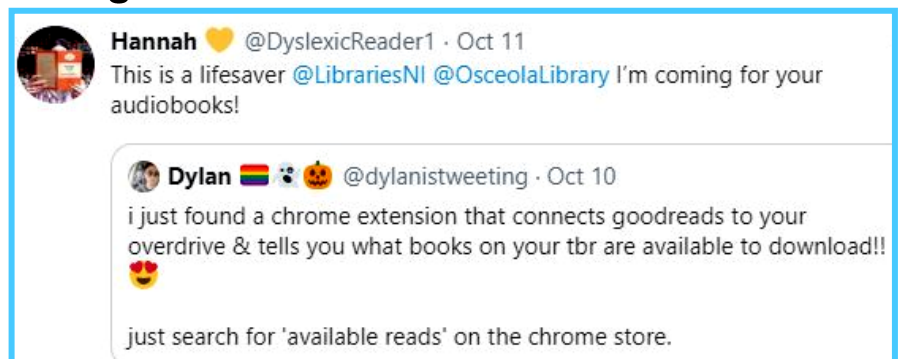 Hannah 💛 @DyslexicReader1 · Oct 11
This is a lifesaver @LibrariesNI @OsceolaLibrary I’m coming for your
audiobooks!
Dylan 🏳️‍🌈👻🎃 @dylanistweeting · Oct 10
i just found a chrome extension that connects goodreads to your
overdrive & tells you what books on your tbr are available to download!!
😍
just search for 'available reads' on the chrome store.